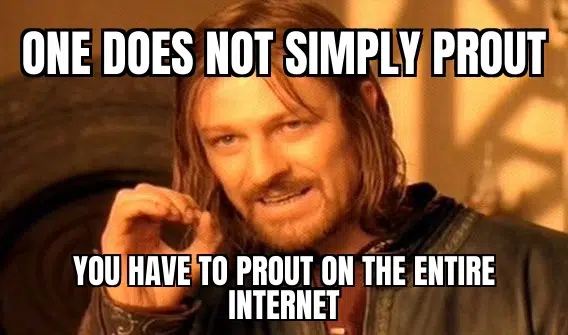 ONE DOES NOT SIMPLY PROUT
YOU HAVE TO PROUT ON THE ENTIRE
INTERNET